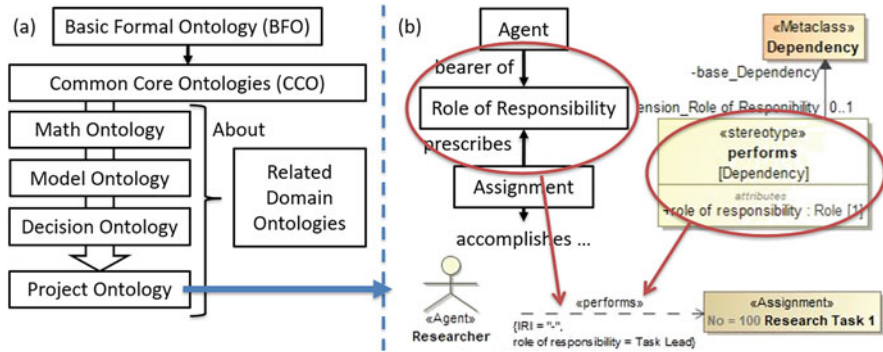 (a)
Basic Formal Ontology (BFO)
Common Core Ontologies (CCO)
Math Ontology
Model Ontology
Decision Ontology
Project Ontology
About
Related
Domain
Ontologies
(b)
Agent
bearer of
Role of Responsibility
prescribes
Assignment
accomplishes ...
«Metaclass»
Dependency
-base_Dependency
ension_Role of Responibility
0..1
«stereotype»
performs
[Dependency]
attributes
+role of responsibility : Role [1]
«Agent»
Researcher
«performs»
{IRI = "-",
role of responsibility = Task Lead}
«Assignment»
No = 100 Research Task 1